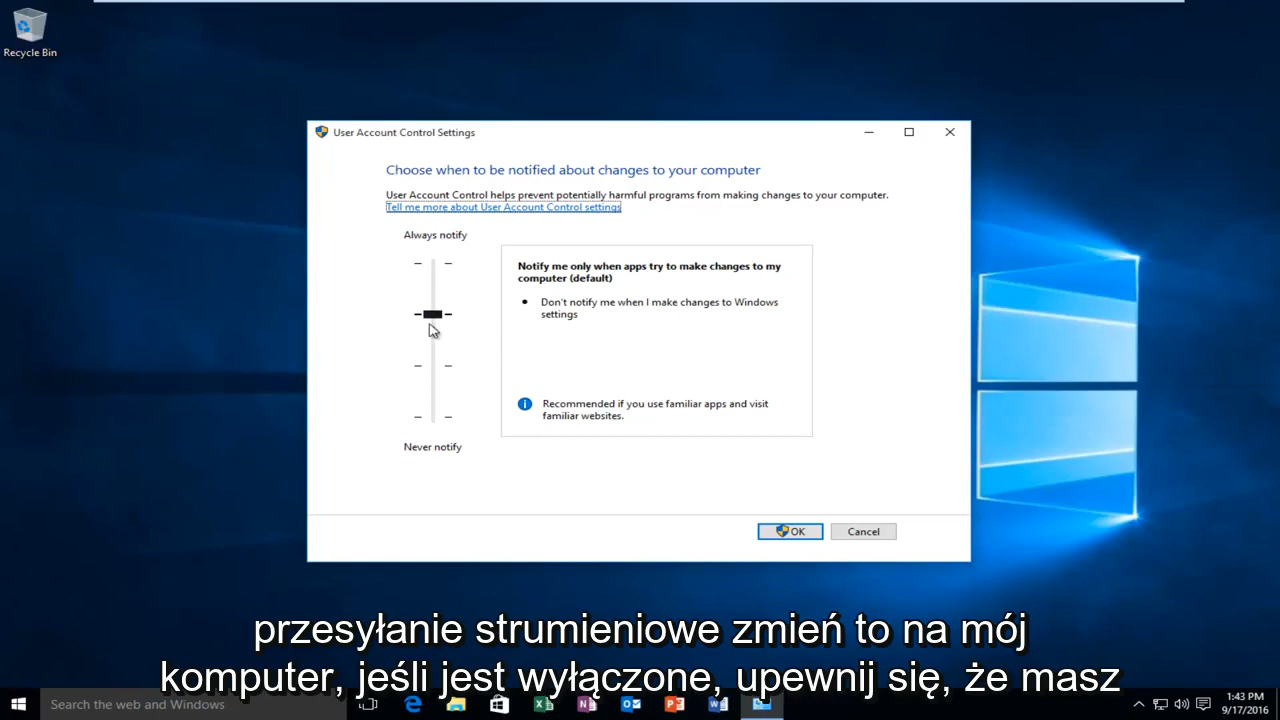 Recycle Bin
User Account Control Settings
Choose when to be notified about changes to your computer
User Account Control helps prevent potentially harmful programs from making changes to your computer.
Tell me more about User Account Control settings
Always notify
Notify me only when apps try to make changes to my
computer (default)
• Don't notify me when I make changes to Windows
settings
Recommended if you use familiar apps and visit
familiar websites.
Never notify
OK
Cancel
przesyłanie strumieniowe zmień to na mój
komputer, jeśli jest wyłączone, upewnij się, że masz
Search the web and Windows
1:43 PM
9/17/2016